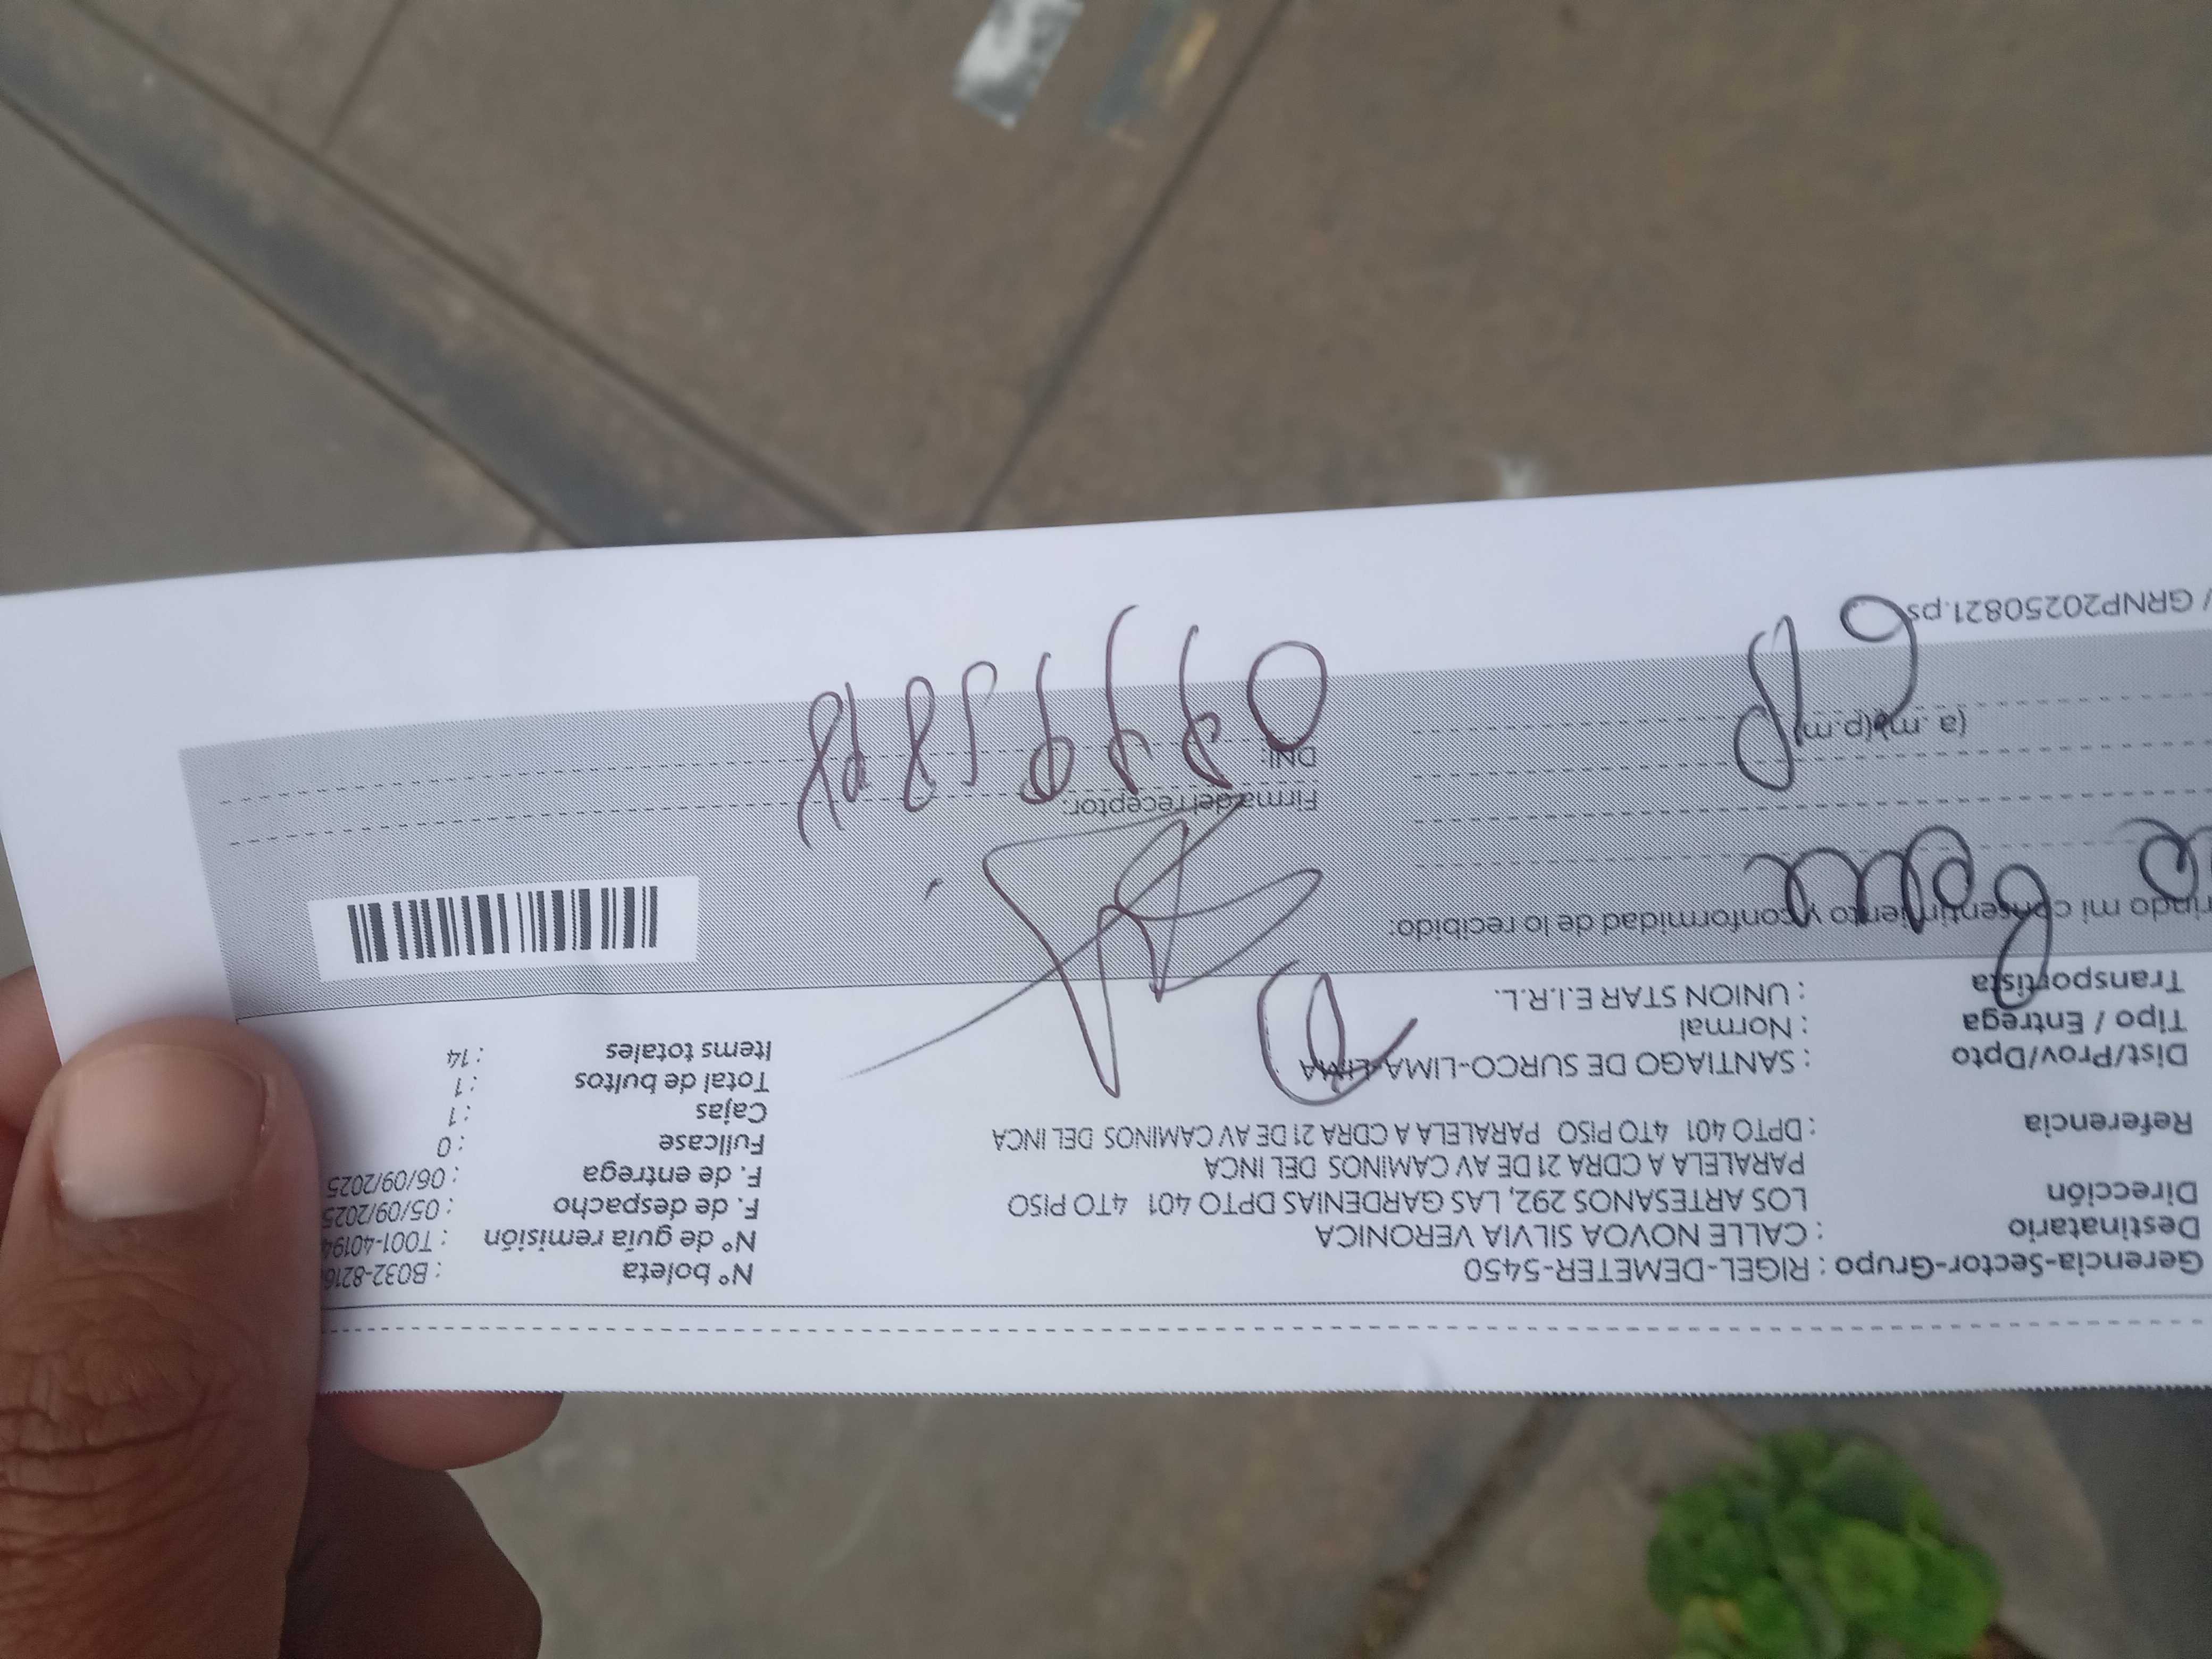 Gerencia-Sector-Grupo : RIGEL-DEMETER-5450
Destinatario : CALLE NOVOA SILVIA VERONICA
Dirección LOS ARTESANOS 292, LAS GARDENIAS DPTO 401 4TO PISO
PARALELA A CDRA 21 DE AV CAMINOS DEL INCA
Referencia : DPTO 401 4TO PISO PARALELA A CDRA 21 DE AV CAMINOS DEL INCA
Dist/Prov/Dpto : SANTIAGO DE SURCO-LIMA-LIMA
Tipo / Entrega : Normal
Transportista : UNION STAR E.I.R.L.
N° boleta : B032-8216
N° de guía remisión : T001-40194
F. de despacho : 05/09/2025
F. de entrega : 06/09/2025
Fullcase : 0
Cajas : 1
Total de bultos : 1
Items totales : 14
rindo mi consentimiento y conformidad de lo recibido:
Firma del receptor:
DNI:
(a.m./p.m
/ GRNP20250821.ps